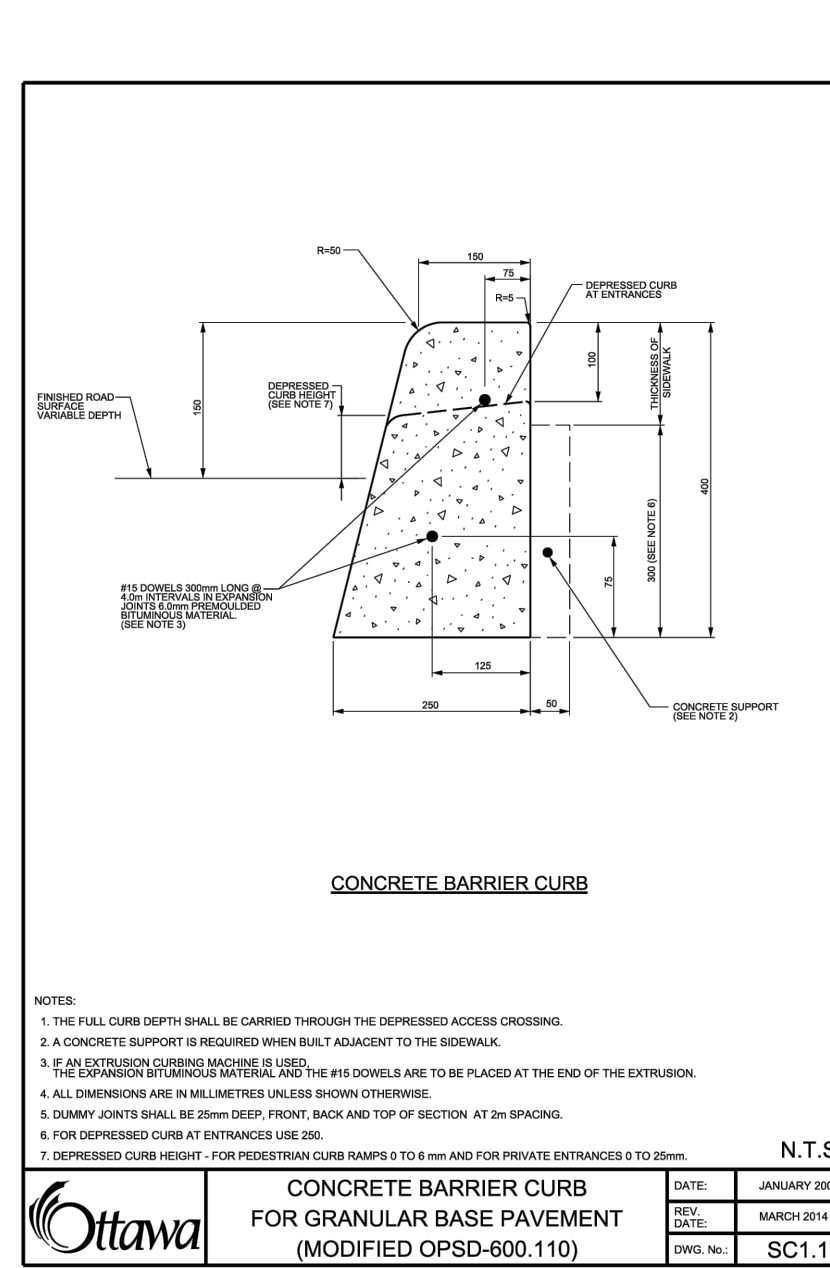 R=50
150
75
R=5
DEPRESSED CURB
AT ENTRANCES
150
FINISHED ROAD
SURFACE
VARIABLE DEPTH
DEPRESSED
CURB HEIGHT
(SEE NOTE 7)
100
THICKNESS OF
SIDEWALK
400
300 (SEE NOTE 6)
75
#15 DOWELS 300mm LONG @
4.0m INTERVALS IN EXPANSION
JOINTS 6.0mm PREMOULDED
BITUMINOUS MATERIAL.
(SEE NOTE 3)
125
250
50
CONCRETE SUPPORT
(SEE NOTE 2)
CONCRETE BARRIER CURB
NOTES:
1. THE FULL CURB DEPTH SHALL BE CARRIED THROUGH THE DEPRESSED ACCESS CROSSING.
2. A CONCRETE SUPPORT IS REQUIRED WHEN BUILT ADJACENT TO THE SIDEWALK.
3. IF AN EXTRUSION CURBING MACHINE IS USED,
THE EXPANSION BITUMINOUS MATERIAL AND THE #15 DOWELS ARE TO BE PLACED AT THE END OF THE EXTRUSION.
4. ALL DIMENSIONS ARE IN MILLIMETRES UNLESS SHOWN OTHERWISE.
5. DUMMY JOINTS SHALL BE 25mm DEEP, FRONT, BACK AND TOP OF SECTION AT 2m SPACING.
6. FOR DEPRESSED CURB AT ENTRANCES USE 250.
7. DEPRESSED CURB HEIGHT - FOR PEDESTRIAN CURB RAMPS 0 TO 6 mm AND FOR PRIVATE ENTRANCES 0 TO 25mm.
N.T.S
Ottawa
CONCRETE BARRIER CURB
FOR GRANULAR BASE PAVEMENT
(MODIFIED OPSD-600.110)
DATE: JANUARY 200
REV.
DATE: MARCH 2014
DWG. No.: SC1.1